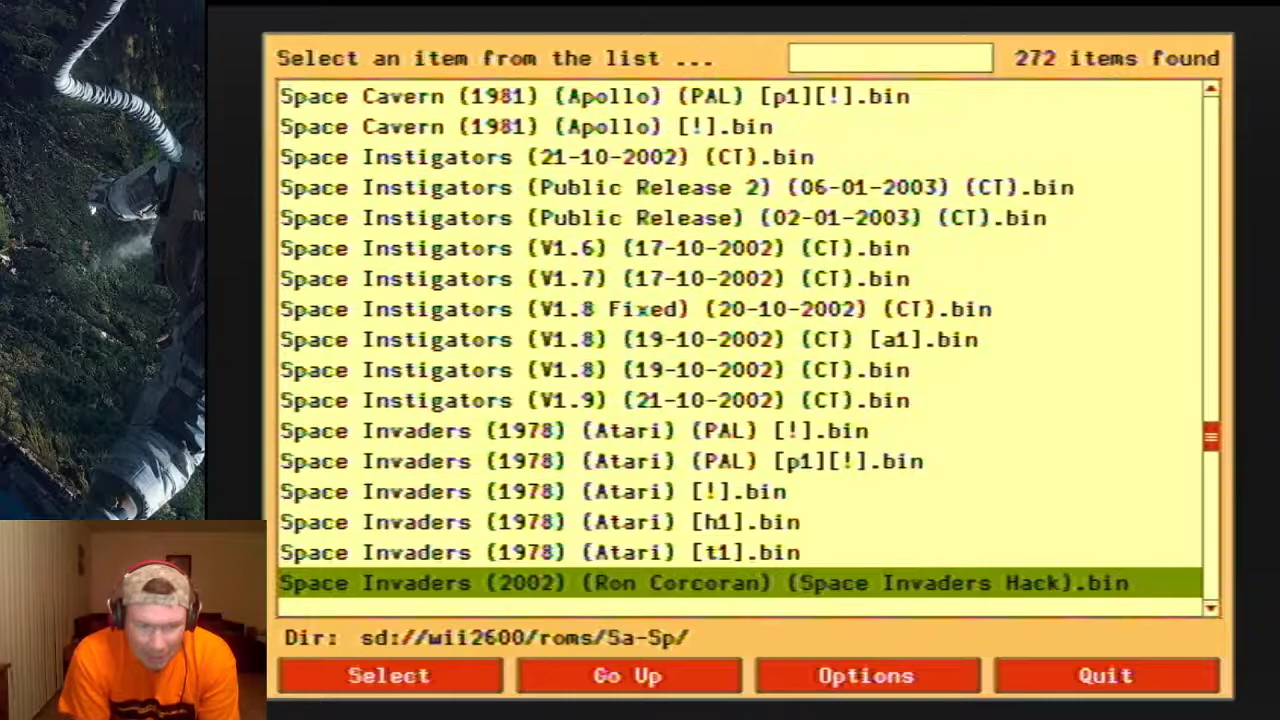 Select an item from the list ...
272 items found
Space Cavern (1981) (Apollo) (PAL) [p1][!].bin
Space Cavern (1981) (Apollo) [!].bin
Space Instigators (21-10-2002) (CT).bin
Space Instigators (Public Release 2) (06-01-2003) (CT).bin
Space Instigators (Public Release) (02-01-2003) (CT).bin
Space Instigators (V1.6) (17-10-2002) (CT).bin
Space Instigators (V1.7) (17-10-2002) (CT).bin
Space Instigators (V1.8 Fixed) (20-10-2002) (CT).bin
Space Instigators (V1.8) (19-10-2002) (CT) [a1].bin
Space Instigators (V1.8) (19-10-2002) (CT).bin
Space Instigators (V1.9) (21-10-2002) (CT).bin
Space Invaders (1978) (Atari) (PAL) [!].bin
Space Invaders (1978) (Atari) (PAL) [p1][!].bin
Space Invaders (1978) (Atari) [!].bin
Space Invaders (1978) (Atari) [h1].bin
Space Invaders (1978) (Atari) [t1].bin
Space Invaders (2002) (Ron Corcoran) (Space Invaders Hack).bin
Dir: sd://wii2600/roms/Sa-Sp/
Select
Go Up
Options
Quit